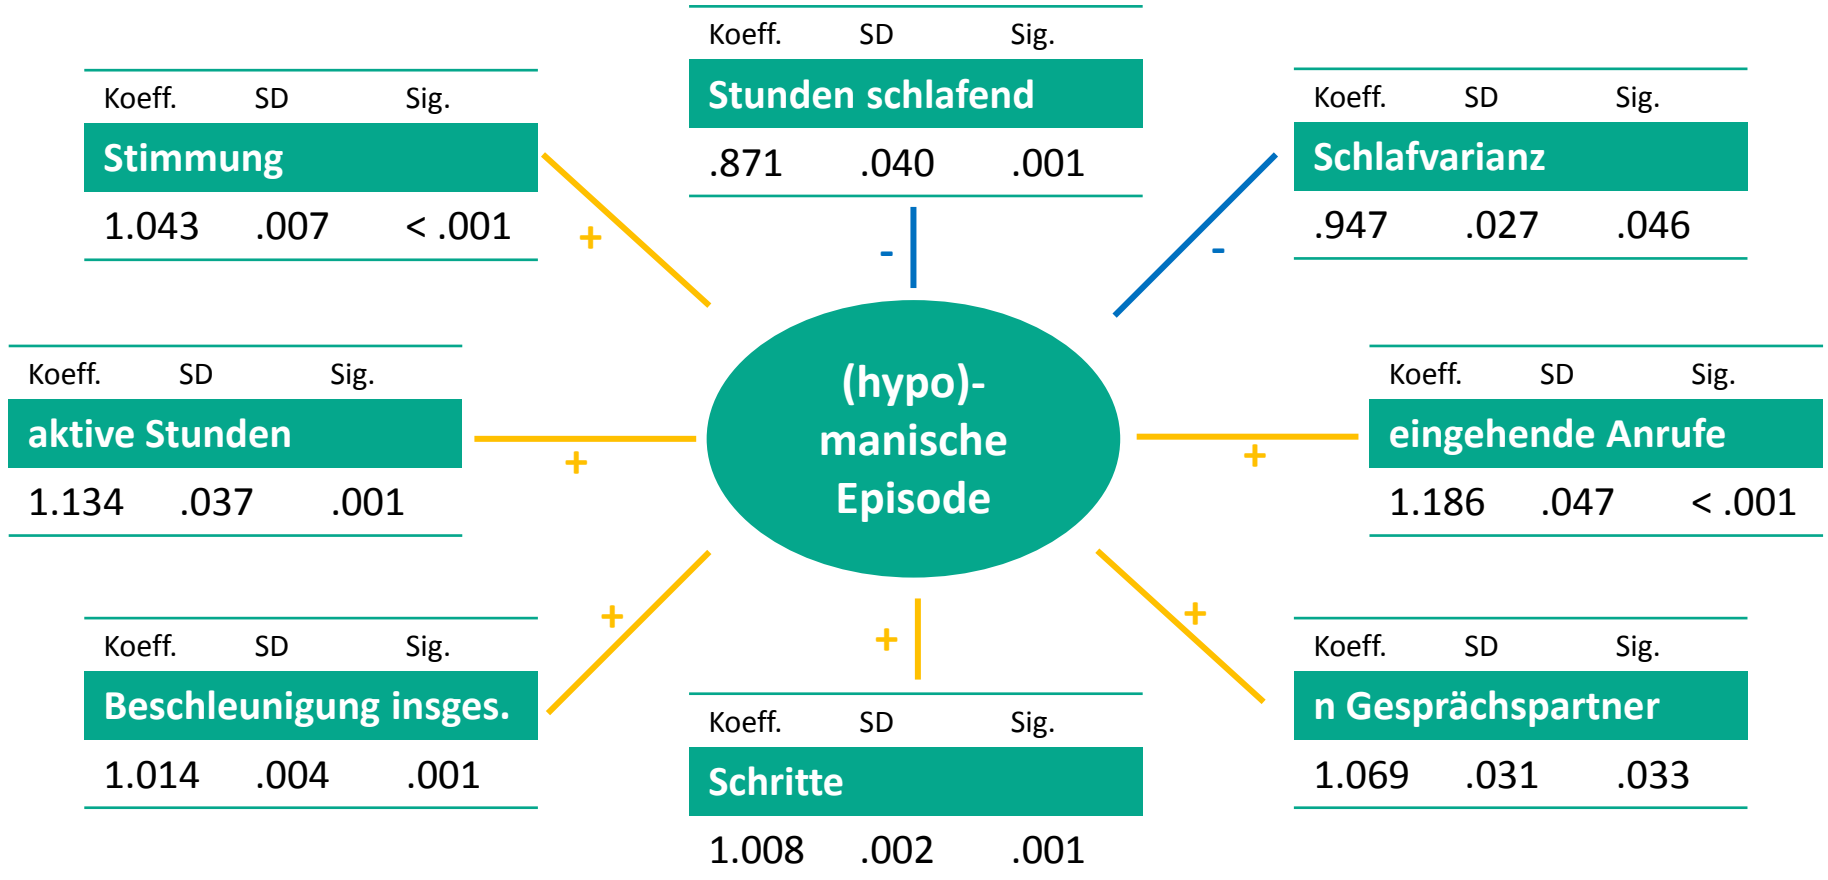 Koeff. SD Sig.
Stunden schlafend
.871 .040 .001
Koeff. SD Sig.
Stimmung
1.043 .007 < .001
Koeff. SD Sig.
Schlafvarianz
.947 .027 .046
+
-
-
Koeff. SD Sig.
aktive Stunden
1.134 .037 .001
(hypo)-
manische
Episode
Koeff. SD Sig.
eingehende Anrufe
1.186 .047 < .001
+
+
+
+
+
Koeff. SD Sig.
Beschleunigung insges.
1.014 .004 .001
Koeff. SD Sig.
Schritte
1.008 .002 .001
Koeff. SD Sig.
n Gesprächspartner
1.069 .031 .033